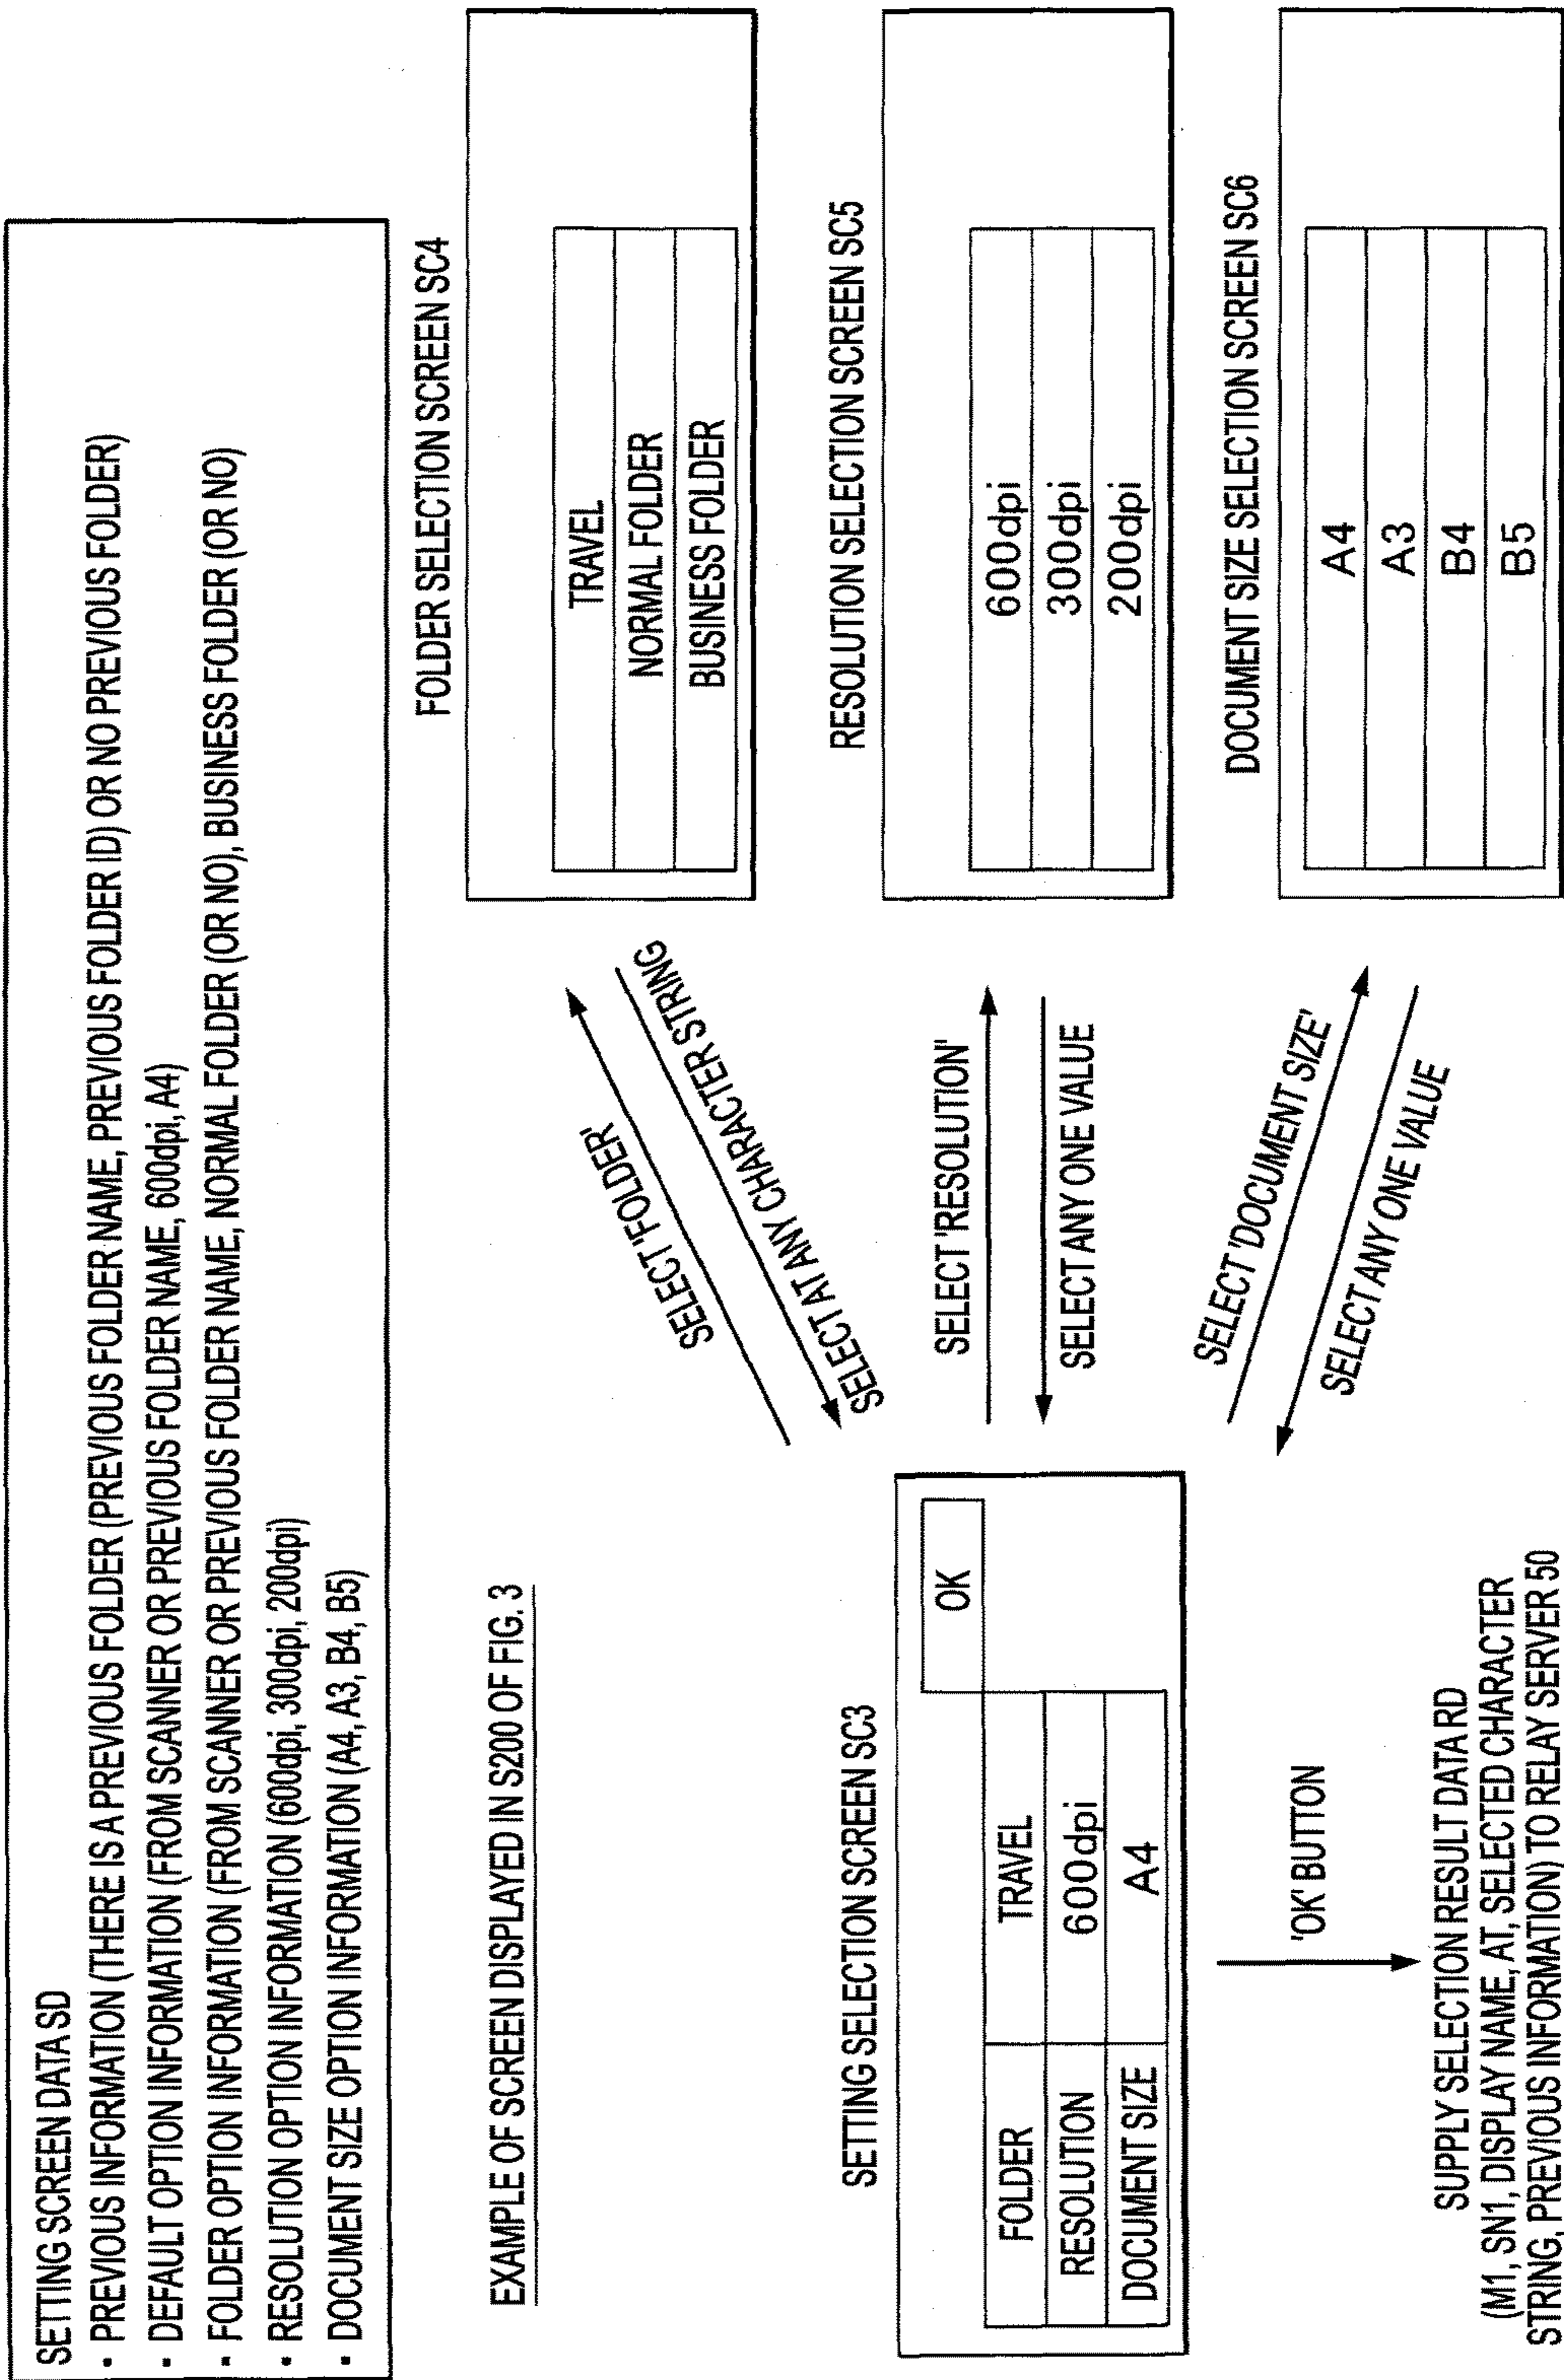 SETTING SCREEN DATA SD
· PREVIOUS INFORMATION (THERE IS A PREVIOUS FOLDER (PREVIOUS FOLDER NAME, PREVIOUS FOLDER ID) OR NO PREVIOUS FOLDER)
· DEFAULT OPTION INFORMATION (FROM SCANNER OR PREVIOUS FOLDER NAME, 600dpi, A4)
· FOLDER OPTION INFORMATION (FROM SCANNER OR PREVIOUS FOLDER NAME, NORMAL FOLDER (OR NO), BUSINESS FOLDER (OR NO)
· RESOLUTION OPTION INFORMATION (600dpi, 300dpi, 200dpi)
· DOCUMENT SIZE OPTION INFORMATION (A4, A3, B4, B5)
EXAMPLE OF SCREEN DISPLAYED IN S200 OF FIG. 3
SETTING SELECTION SCREEN SC3
OK
FOLDER TRAVEL
RESOLUTION 600dpi
DOCUMENT SIZE A4
'OK' BUTTON
SUPPLY SELECTION RESULT DATA RD
(M1, SN1, DISPLAY NAME, AT, SELECTED CHARACTER
STRING, PREVIOUS INFORMATION) TO RELAY SERVER 50
SELECT 'FOLDER'
SELECT AT ANY CHARACTER STRING
SELECT 'RESOLUTION'
SELECT ANY ONE VALUE
SELECT 'DOCUMENT SIZE'
SELECT ANY ONE VALUE
FOLDER SELECTION SCREEN SC4
TRAVEL
NORMAL FOLDER
BUSINESS FOLDER
RESOLUTION SELECTION SCREEN SC5
600dpi
300dpi
200dpi
DOCUMENT SIZE SELECTION SCREEN SC6
A4
A3
B4
B5